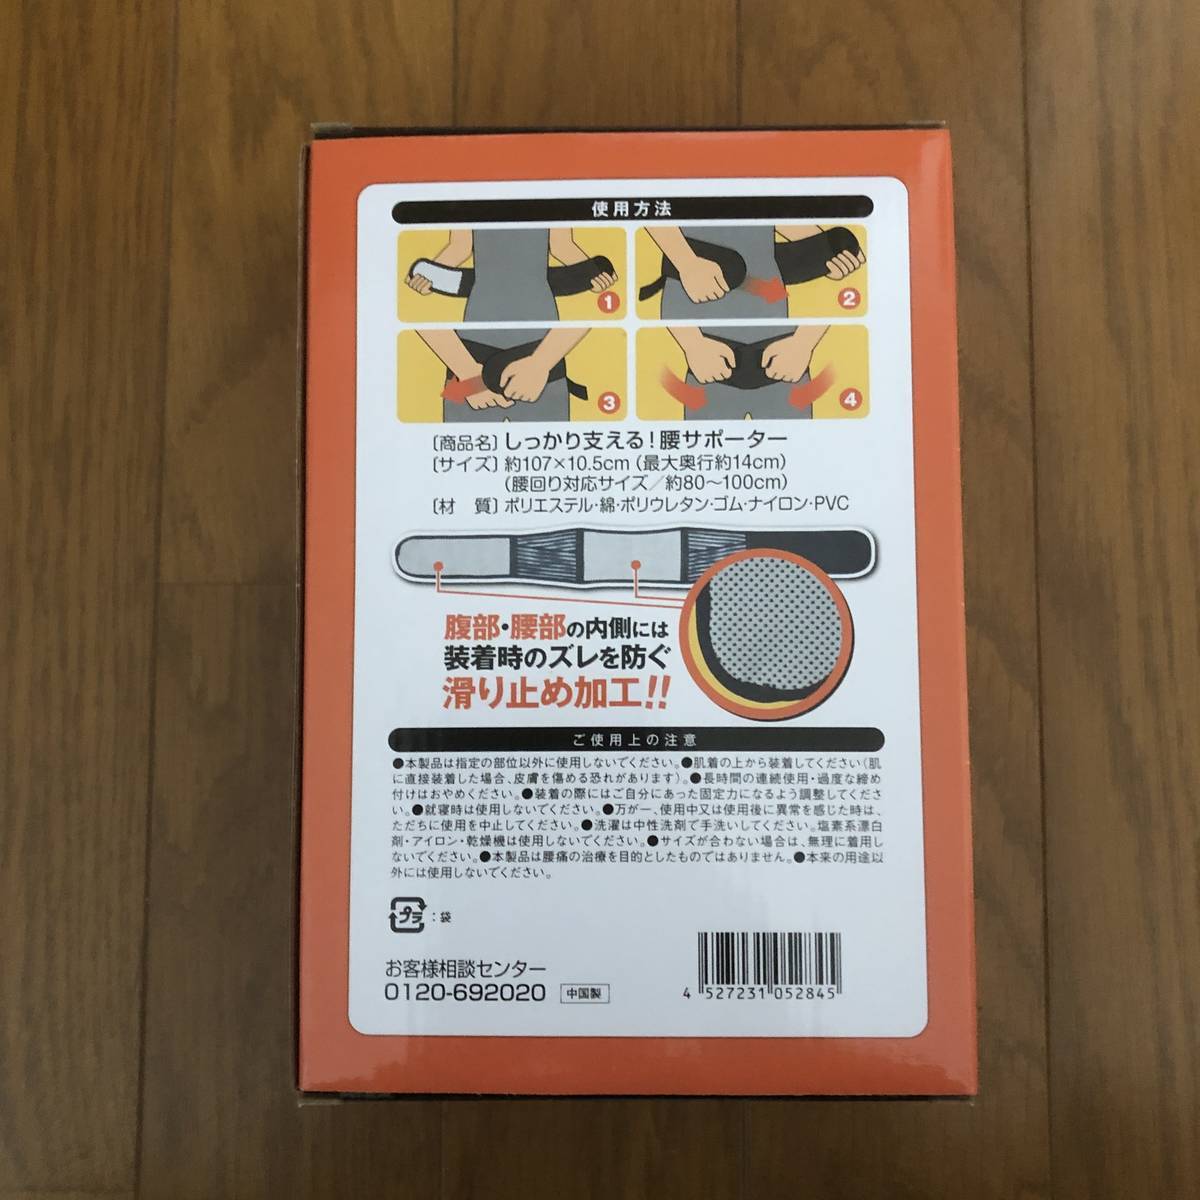 使用方法
1
2
3
4
〔商品名〕しっかり支える！腰サポーター
〔サイズ〕約107×10.5cm（最大奥行約14cm）
（腰回り対応サイズ／約80〜100cm）
〔材　質〕ポリエステル・綿・ポリウレタン・ゴム・ナイロン・PVC
腹部・腰部の内側には
装着時のズレを防ぐ
滑り止め加工!!
ご使用上の注意
●本製品は指定の部位以外に使用しないでください。●肌着の上から装着してください（肌
に直接装着した場合、皮膚を傷める恐れがあります）。●長時間の連続使用・過度な締め
付けはおやめください。●装着の際にはご自分にあった固定力になるよう調整してくださ
い。●就寝時は使用しないでください。●万が一、使用中又は使用後に異常を感じた時は、
ただちに使用を中止してください。●洗濯は中性洗剤で手洗いしてください。塩素系漂白
剤・アイロン・乾燥機は使用しないでください。●サイズが合わない場合は、無理に着用し
ないでください。●本製品は腰痛の治療を目的としたものではありません。●本来の用途以
外には使用しないでください。
プラ：袋
お客様相談センター
0120-692020 中国製
4 527231 052845